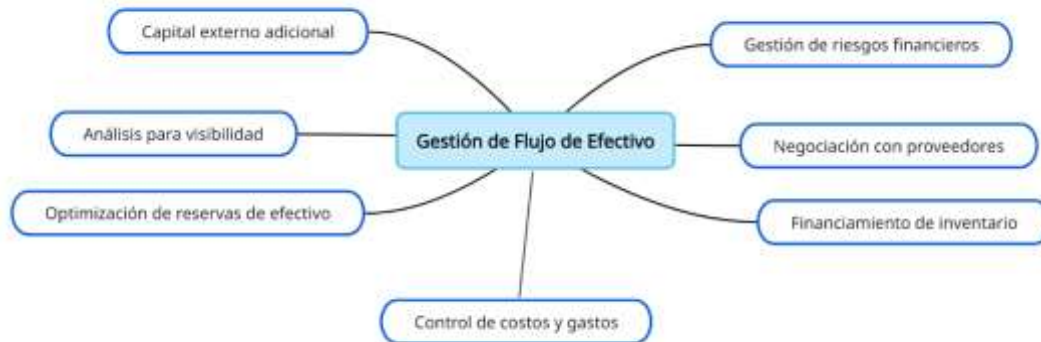 Capital externo adicional
Gestión de riesgos financieros
Análisis para visibilidad
Gestión de Flujo de Efectivo
Negociación con proveedores
Optimización de reservas de efectivo
Financiamiento de inventario
Control de costos y gastos